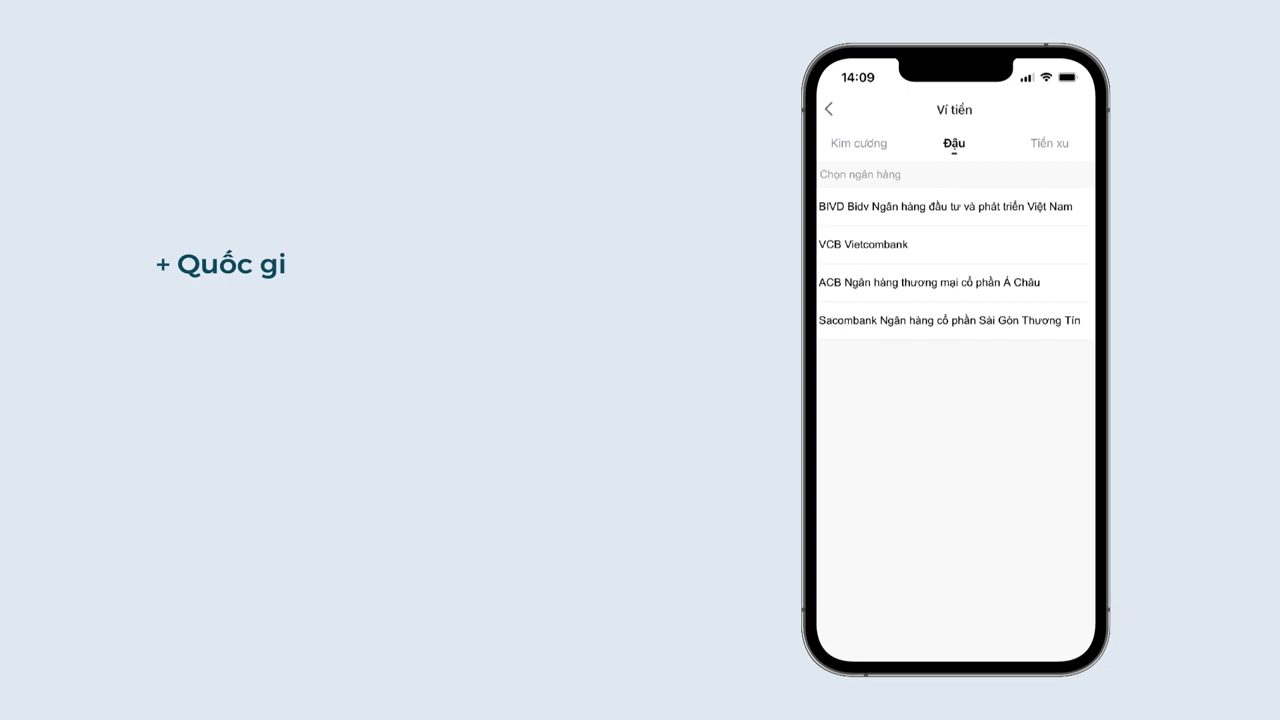 + Quốc gi
14:09
Ví tiền
Kim cương Đậu Tiền xu
Chọn ngân hàng
BIVD Bidv Ngân hàng đầu tư và phát triển Việt Nam
VCB Vietcombank
ACB Ngân hàng thương mại cổ phần Á Châu
Sacombank Ngân hàng cổ phần Sài Gòn Thương Tín